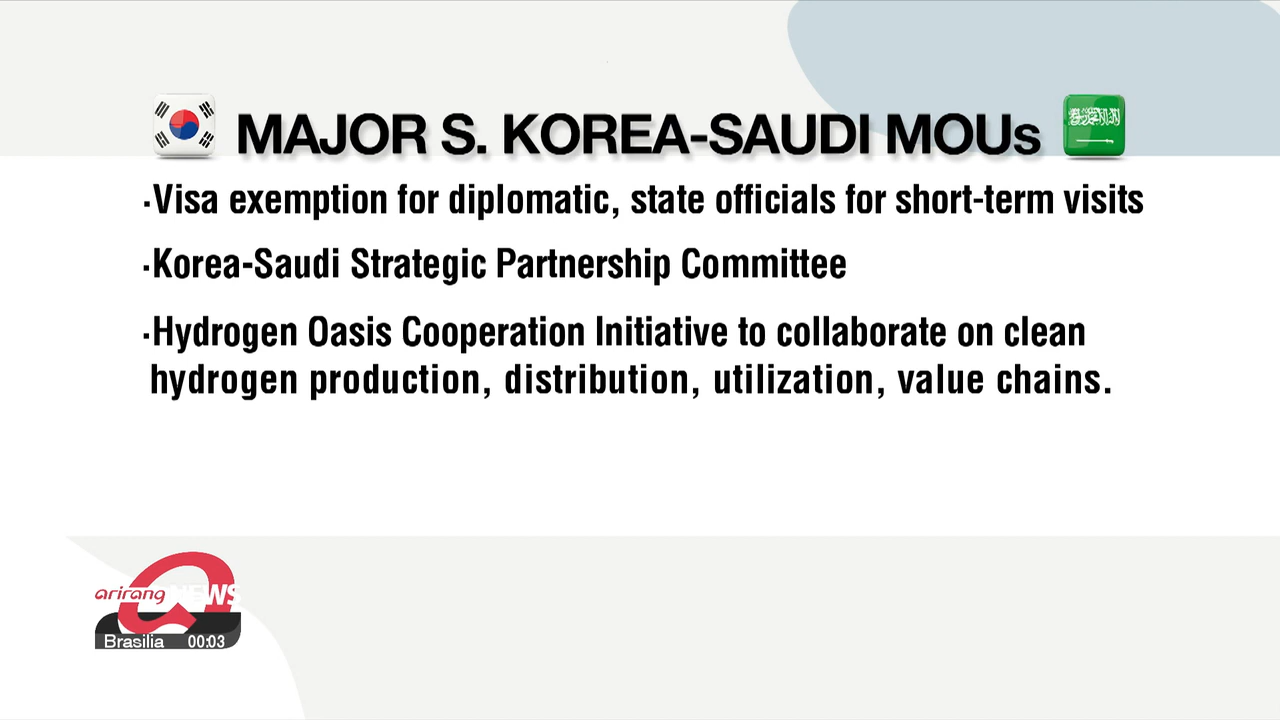 MAJOR S. KOREA-SAUDI MOUs
·Visa exemption for diplomatic, state officials for short-term visits
·Korea-Saudi Strategic Partnership Committee
·Hydrogen Oasis Cooperation Initiative to collaborate on clean
hydrogen production, distribution, utilization, value chains.
arirang NEWS
Brasilia 00:03